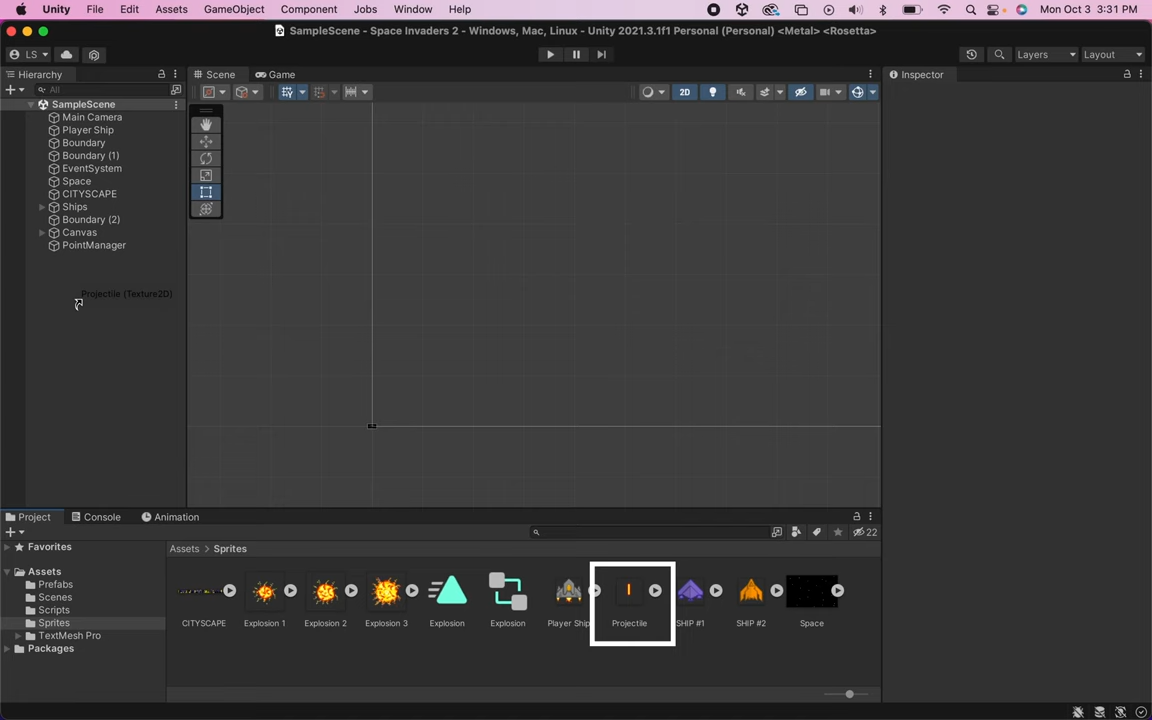 Unity File Edit Assets GameObject Component Jobs Window Help Mon Oct 3 3:31 PM
SampleScene - Space Invaders 2 - Windows, Mac, Linux - Unity 2021.3.1f1 Personal (Personal) <Metal> <Rosetta>
LS Layers Layout
Hierarchy Scene Game Inspector
All 2D
SampleScene
Main Camera
Player Ship
Boundary
Boundary (1)
EventSystem
Space
CITYSCAPE
Ships
Boundary (2)
Canvas
PointManager
Projectile (Texture2D)
Project Console Animation
22
Favorites
Assets > Sprites
Assets
Prefabs
Scenes
Scripts
Sprites
TextMesh Pro
Packages
CITYSCAPE Explosion 1 Explosion 2 Explosion 3 Explosion Explosion Player Ship Projectile SHIP #1 SHIP #2 Space